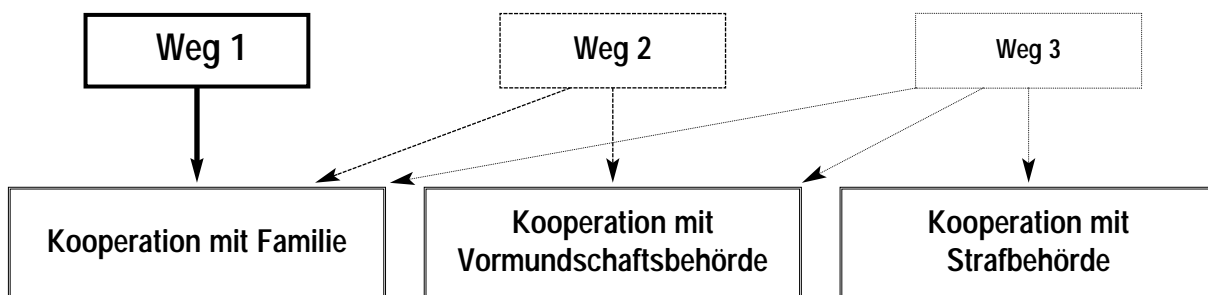 Weg 1
Weg 2
Weg 3
Kooperation mit Familie
Kooperation mit
Vormundschaftsbehörde
Kooperation mit
Strafbehörde